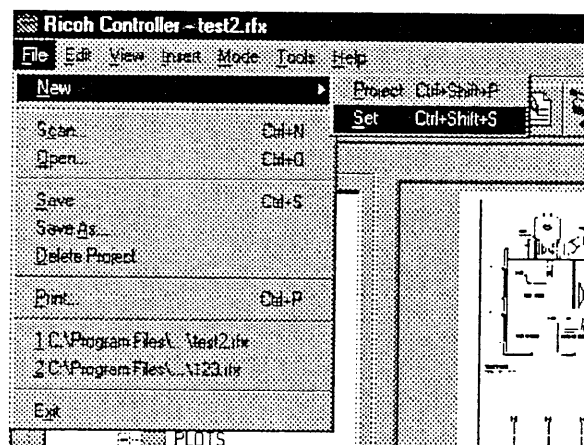 Ricoh Controller - test2.rfx
File Edit View Insert Mode Tools Help
New
Project Ctrl+Shift+P
Set Ctrl+Shift+S
Scan... Ctrl+N
Open... Ctrl+O
Save Ctrl+S
Save As...
Delete Project
Print... Ctrl+P
1 C:\Program Files\...\test2.rfx
2 C:\Program Files\...\123.rfx
Exit
PLOTS